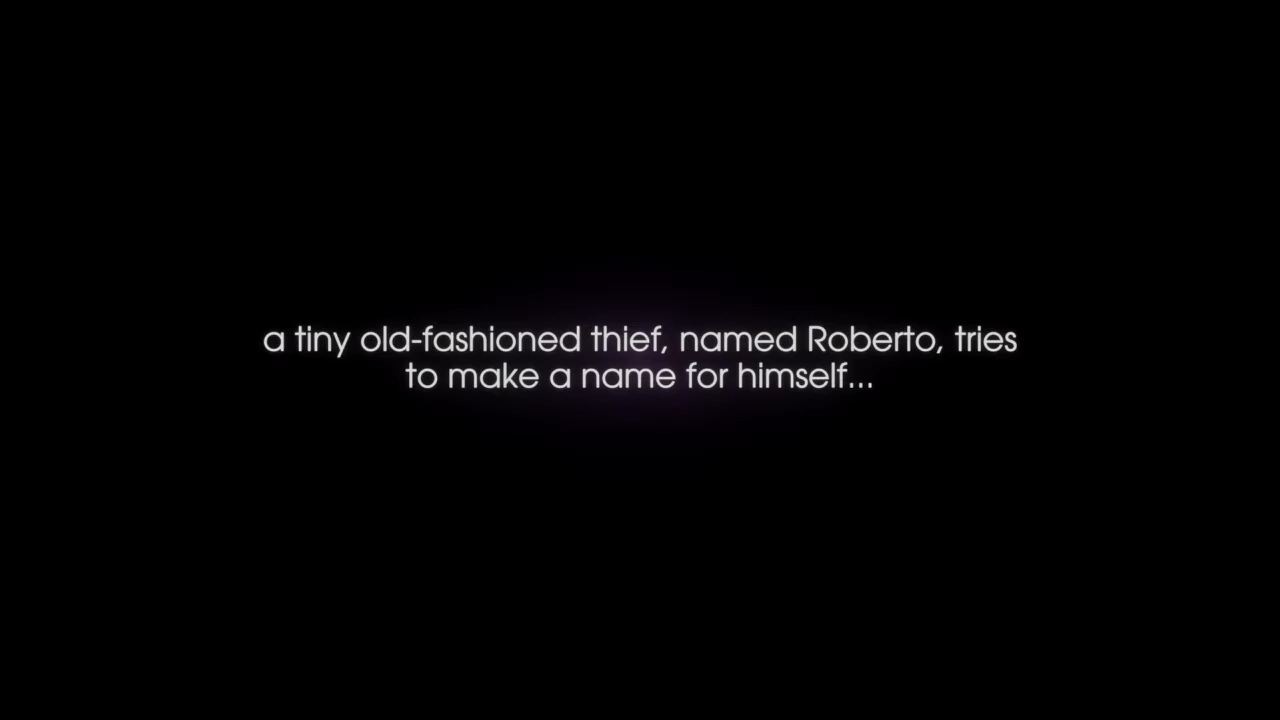 a tiny old-fashioned thief, named Roberto, tries
to make a name for himself...